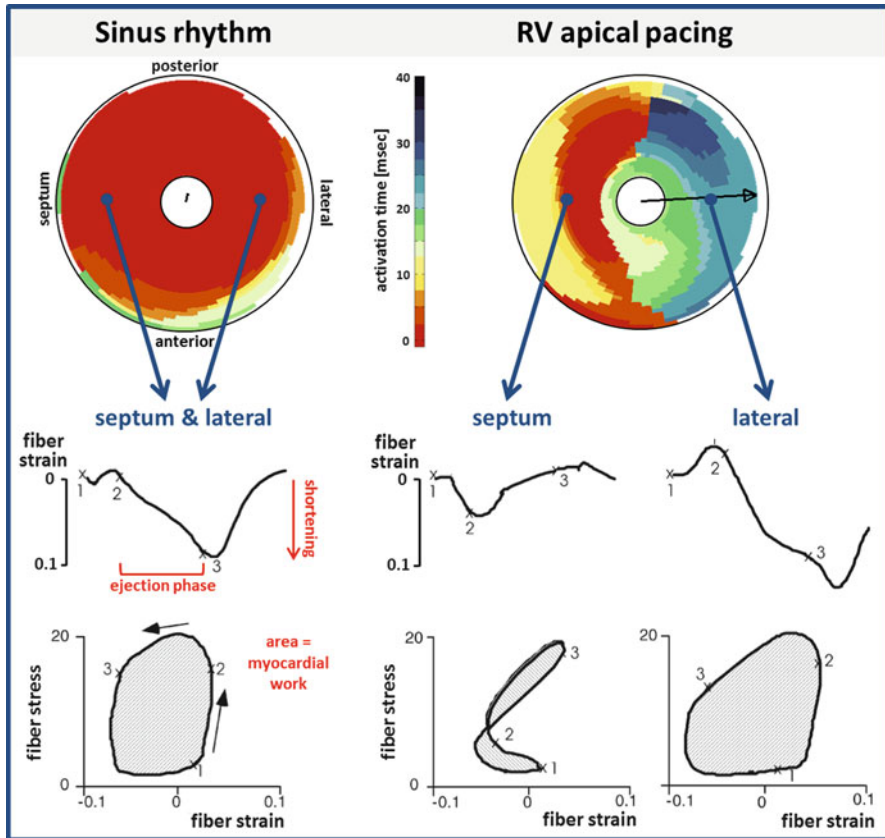 Sinus rhythm
RV apical pacing
posterior
septum
lateral
anterior
activation time [msec]
40
30
20
10
0
septum & lateral
septum
lateral
fiber
strain
0
0.1
x
1
x
2
x
3
shortening
ejection phase
fiber
strain
0
0.1
x
1
x
2
x
3
x
1
x
2
x
3
fiber stress
20
0
3
x
x
2
x
1
area =
myocardial
work
-0.1
0
0.1
fiber strain
fiber stress
20
0
x
3
x
2
x
1
-0.1
0
0.1
fiber strain
20
0
3
x
x
2
x
1
-0.1
0
0.1
fiber strain